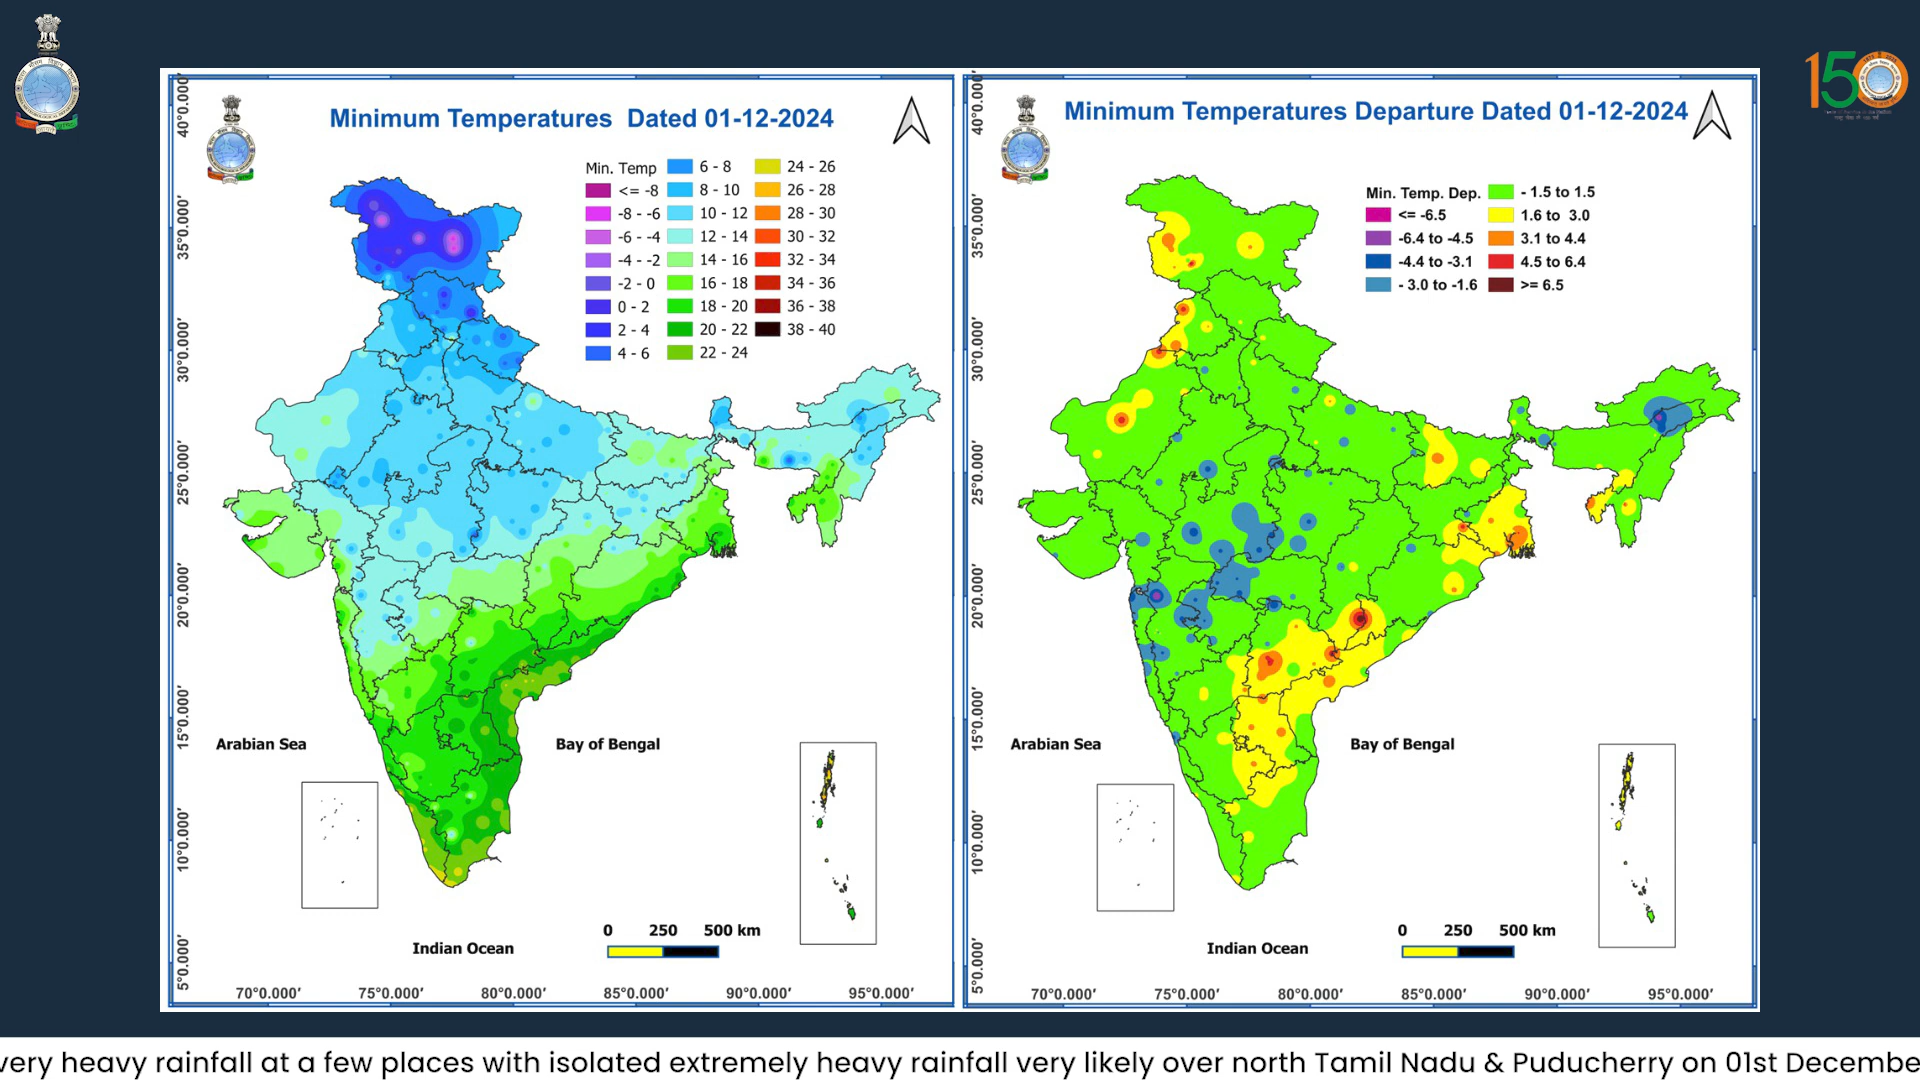 150
Minimum Temperatures Dated 01-12-2024
Min. Temp
<= -8
-8 - -6
-6 - -4
-4 - -2
-2 - 0
0 - 2
2 - 4
4 - 6
6 - 8
8 - 10
10 - 12
12 - 14
14 - 16
16 - 18
18 - 20
20 - 22
22 - 24
24 - 26
26 - 28
28 - 30
30 - 32
32 - 34
34 - 36
36 - 38
38 - 40
40°0.000′
35°0.000′
30°0.000′
25°0.000′
20°0.000′
15°0.000′
10°0.000′
5°0.000′
Arabian Sea
Bay of Bengal
Indian Ocean
0 250 500 km
70°0.000′ 75°0.000′ 80°0.000′ 85°0.000′ 90°0.000′ 95°0.000′
Minimum Temperatures Departure Dated 01-12-2024
Min. Temp. Dep.
<= -6.5
-6.4 to -4.5
-4.4 to -3.1
- 3.0 to -1.6
- 1.5 to 1.5
1.6 to 3.0
3.1 to 4.4
4.5 to 6.4
>= 6.5
40°0.000′
35°0.000′
30°0.000′
25°0.000′
20°0.000′
15°0.000′
10°0.000′
5°0.000′
Arabian Sea
Bay of Bengal
Indian Ocean
0 250 500 km
70°0.000′ 75°0.000′ 80°0.000′ 85°0.000′ 90°0.000′ 95°0.000′
very heavy rainfall at a few places with isolated extremely heavy rainfall very likely over north Tamil Nadu & Puducherry on 01st Decembe